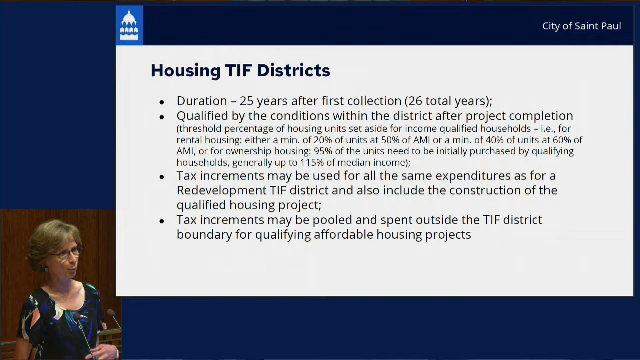 City of Saint Paul
Housing TIF Districts
• Duration – 25 years after first collection (26 total years);
• Qualified by the conditions within the district after project completion
(threshold percentage of housing units set aside for income qualified households – i.e., for
rental housing: either a min. of 20% of units at 50% of AMI or a min. of 40% of units at 60% of
AMI, or for ownership housing: 95% of the units need to be initially purchased by qualifying
households, generally up to 115% of median income);
• Tax increments may be used for all the same expenditures as for a
Redevelopment TIF district and also include the construction of the
qualified housing project;
• Tax increments may be pooled and spent outside the TIF district
boundary for qualifying affordable housing projects